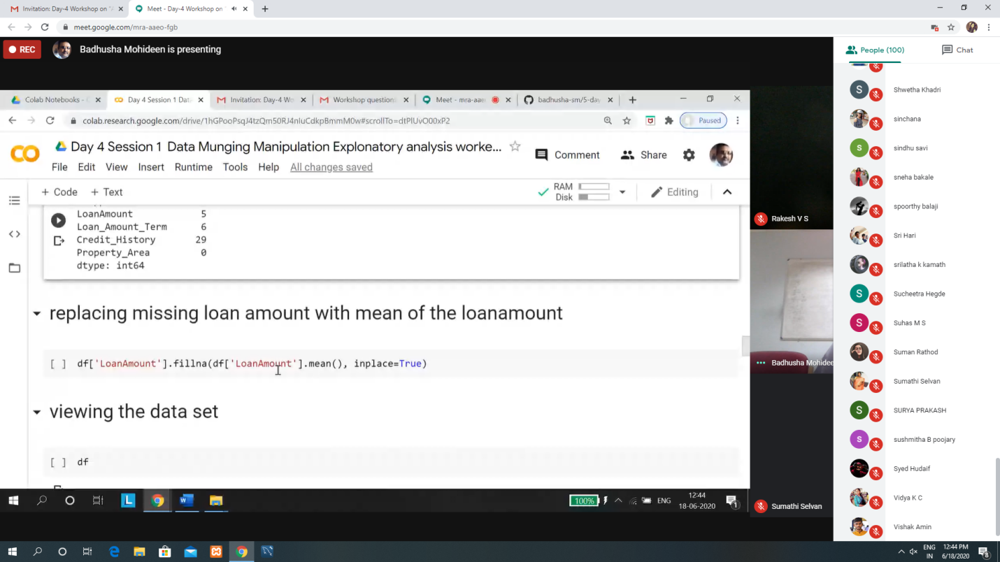 Invitation: Day-4 Workshop on "A
Meet - Day-4 Workshop on "
meet.google.com/mra-aaeo-fgb
REC
Badhusha Mohideen is presenting
People (100)
Chat
Colab Notebooks - G
Day 4 Session 1 Data
Invitation: Day-4 Wo
Workshop questions
Meet - mra-aaeo
badhusha-sm/5-day
colab.research.google.com/drive/1hGPooPsqJ4tzQm50RJ4nIuCdkpBmmM0w#scrollTo=dtPlUvO00xP2
Paused
Day 4 Session 1 Data Munging Manipulation Explonatory analysis worke...
Comment
Share
File Edit View Insert Runtime Tools Help All changes saved
+ Code + Text
RAM
Disk
Editing
LoanAmount 5
Loan_Amount_Term 6
Credit_History 29
Property_Area 0
dtype: int64
replacing missing loan amount with mean of the loanamount
[ ] df['LoanAmount'].fillna(df['LoanAmount'].mean(), inplace=True)
viewing the data set
[ ] df
100%
ENG
12:44
18-06-2020
1
Rakesh V S
Badhusha Mohidee
Sumathi Selvan
S Shwetha Khadri
sinchana
s sindhu savi
sneha bakale
spoorthy balaji
Sri Hari
srilatha k kamath
S Sucheetra Hegde
S Suhas M S
Suman Rathod
Sumathi Selvan
S SURYA PRAKASH
s sushmitha B poojary
Syed Hudaif
Vidya K C
Vishak Amin
ENG
IN
12:44 PM
6/18/2020
8